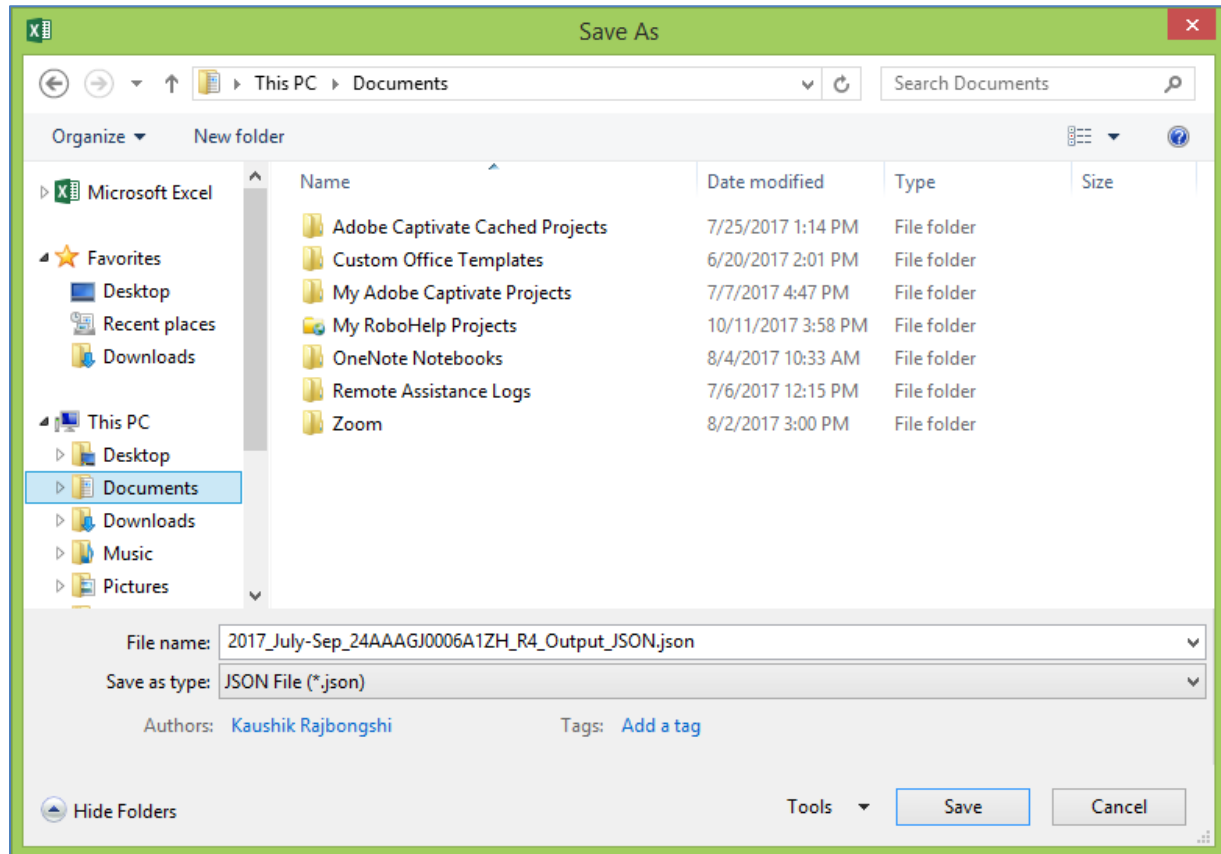 Save As
This PC Documents
Search Documents
Organize New folder
Name Date modified Type Size
Microsoft Excel
Favorites
Desktop
Recent places
Downloads
This PC
Desktop
Documents
Downloads
Music
Pictures
Adobe Captivate Cached Projects 7/25/2017 1:14 PM File folder
Custom Office Templates 6/20/2017 2:01 PM File folder
My Adobe Captivate Projects 7/7/2017 4:47 PM File folder
My RoboHelp Projects 10/11/2017 3:58 PM File folder
OneNote Notebooks 8/4/2017 10:33 AM File folder
Remote Assistance Logs 7/6/2017 12:15 PM File folder
Zoom 8/2/2017 3:00 PM File folder
File name: 2017_July-Sep_24AAAGJ0006A1ZH_R4_Output_JSON.json
Save as type: JSON File (*.json)
Authors: Kaushik Rajbongshi Tags: Add a tag
Hide Folders Tools Save Cancel